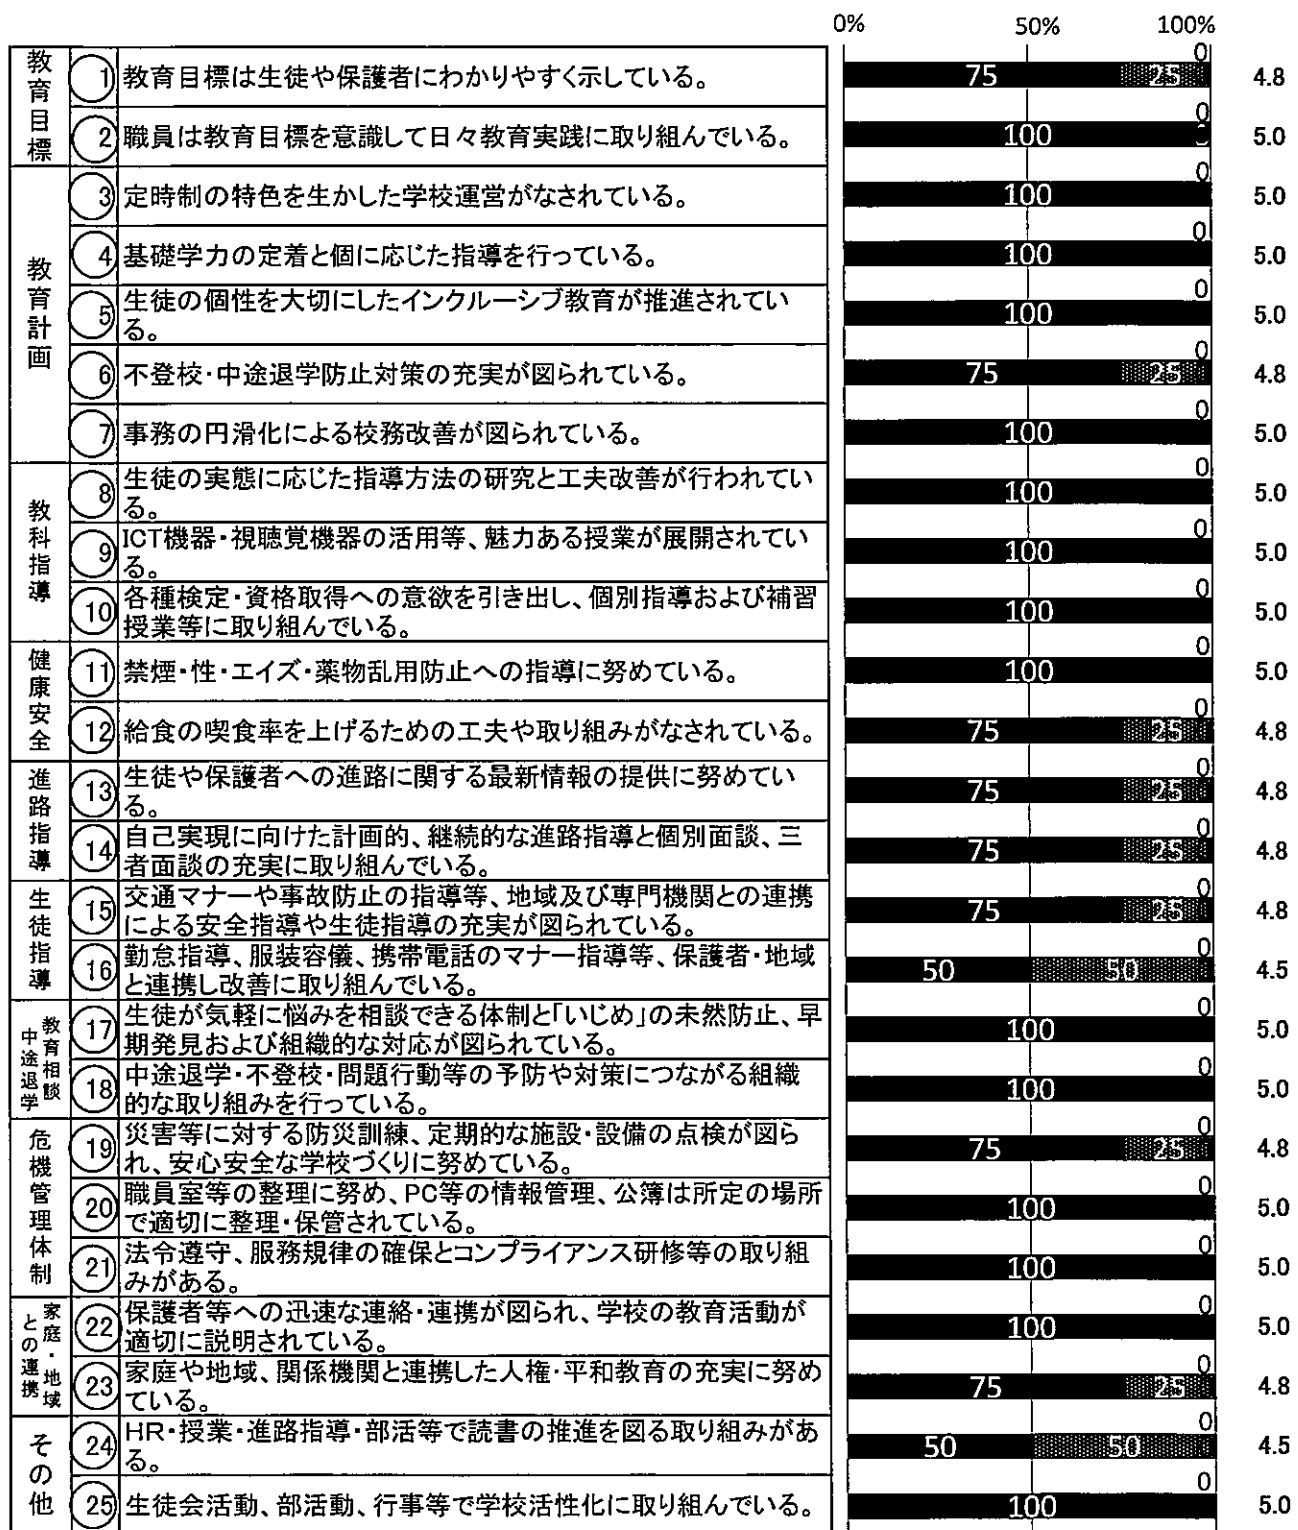 0% 50% 100%
教育目標
1 教育目標は生徒や保護者にわかりやすく示している。 75 25 0 4.8
2 職員は教育目標を意識して日々教育実践に取り組んでいる。 100 0 5.0
教育計画
3 定時制の特色を生かした学校運営がなされている。 100 0 5.0
4 基礎学力の定着と個に応じた指導を行っている。 100 0 5.0
5 生徒の個性を大切にしたインクルーシブ教育が推進されてい
る。 100 0 5.0
6 不登校・中途退学防止対策の充実が図られている。 75 25 0 4.8
7 事務の円滑化による校務改善が図られている。 100 0 5.0
教科指導
8 生徒の実態に応じた指導方法の研究と工夫改善が行われてい
る。 100 0 5.0
9 ICT機器・視聴覚機器の活用等、魅力ある授業が展開されてい
る。 100 0 5.0
10 各種検定・資格取得への意欲を引き出し、個別指導および補習
授業等に取り組んでいる。 100 0 5.0
健康安全
11 禁煙・性・エイズ・薬物乱用防止への指導に努めている。 100 0 5.0
12 給食の喫食率を上げるための工夫や取り組みがなされている。 75 25 0 4.8
進路指導
13 生徒や保護者への進路に関する最新情報の提供に努めてい
る。 75 25 0 4.8
14 自己実現に向けた計画的、継続的な進路指導と個別面談、三
者面談の充実に取り組んでいる。 75 25 0 4.8
生徒指導
15 交通マナーや事故防止の指導等、地域及び専門機関との連携
による安全指導や生徒指導の充実が図られている。 75 25 0 4.8
16 勤怠指導、服装容儀、携帯電話のマナー指導等、保護者・地域
と連携し改善に取り組んでいる。 50 50 0 4.5
教育相談
中途退学
17 生徒が気軽に悩みを相談できる体制と「いじめ」の未然防止、早
期発見および組織的な対応が図られている。 100 0 5.0
18 中途退学・不登校・問題行動等の予防や対策につながる組織
的な取り組みを行っている。 100 0 5.0
危機管理体制
19 災害等に対する防災訓練、定期的な施設・設備の点検が図ら
れ、安心安全な学校づくりに努めている。 75 25 0 4.8
20 職員室等の整理に努め、PC等の情報管理、公簿は所定の場所
で適切に整理・保管されている。 100 0 5.0
21 法令遵守、服務規律の確保とコンプライアンス研修等の取り組
みがある。 100 0 5.0
家庭・地域
との連携
22 保護者等への迅速な連絡・連携が図られ、学校の教育活動が
適切に説明されている。 100 0 5.0
23 家庭や地域、関係機関と連携した人権・平和教育の充実に努め
ている。 75 25 0 4.8
その他
24 HR・授業・進路指導・部活等で読書の推進を図る取り組みがあ
る。 50 50 0 4.5
25 生徒会活動、部活動、行事等で学校活性化に取り組んでいる。 100 0 5.0